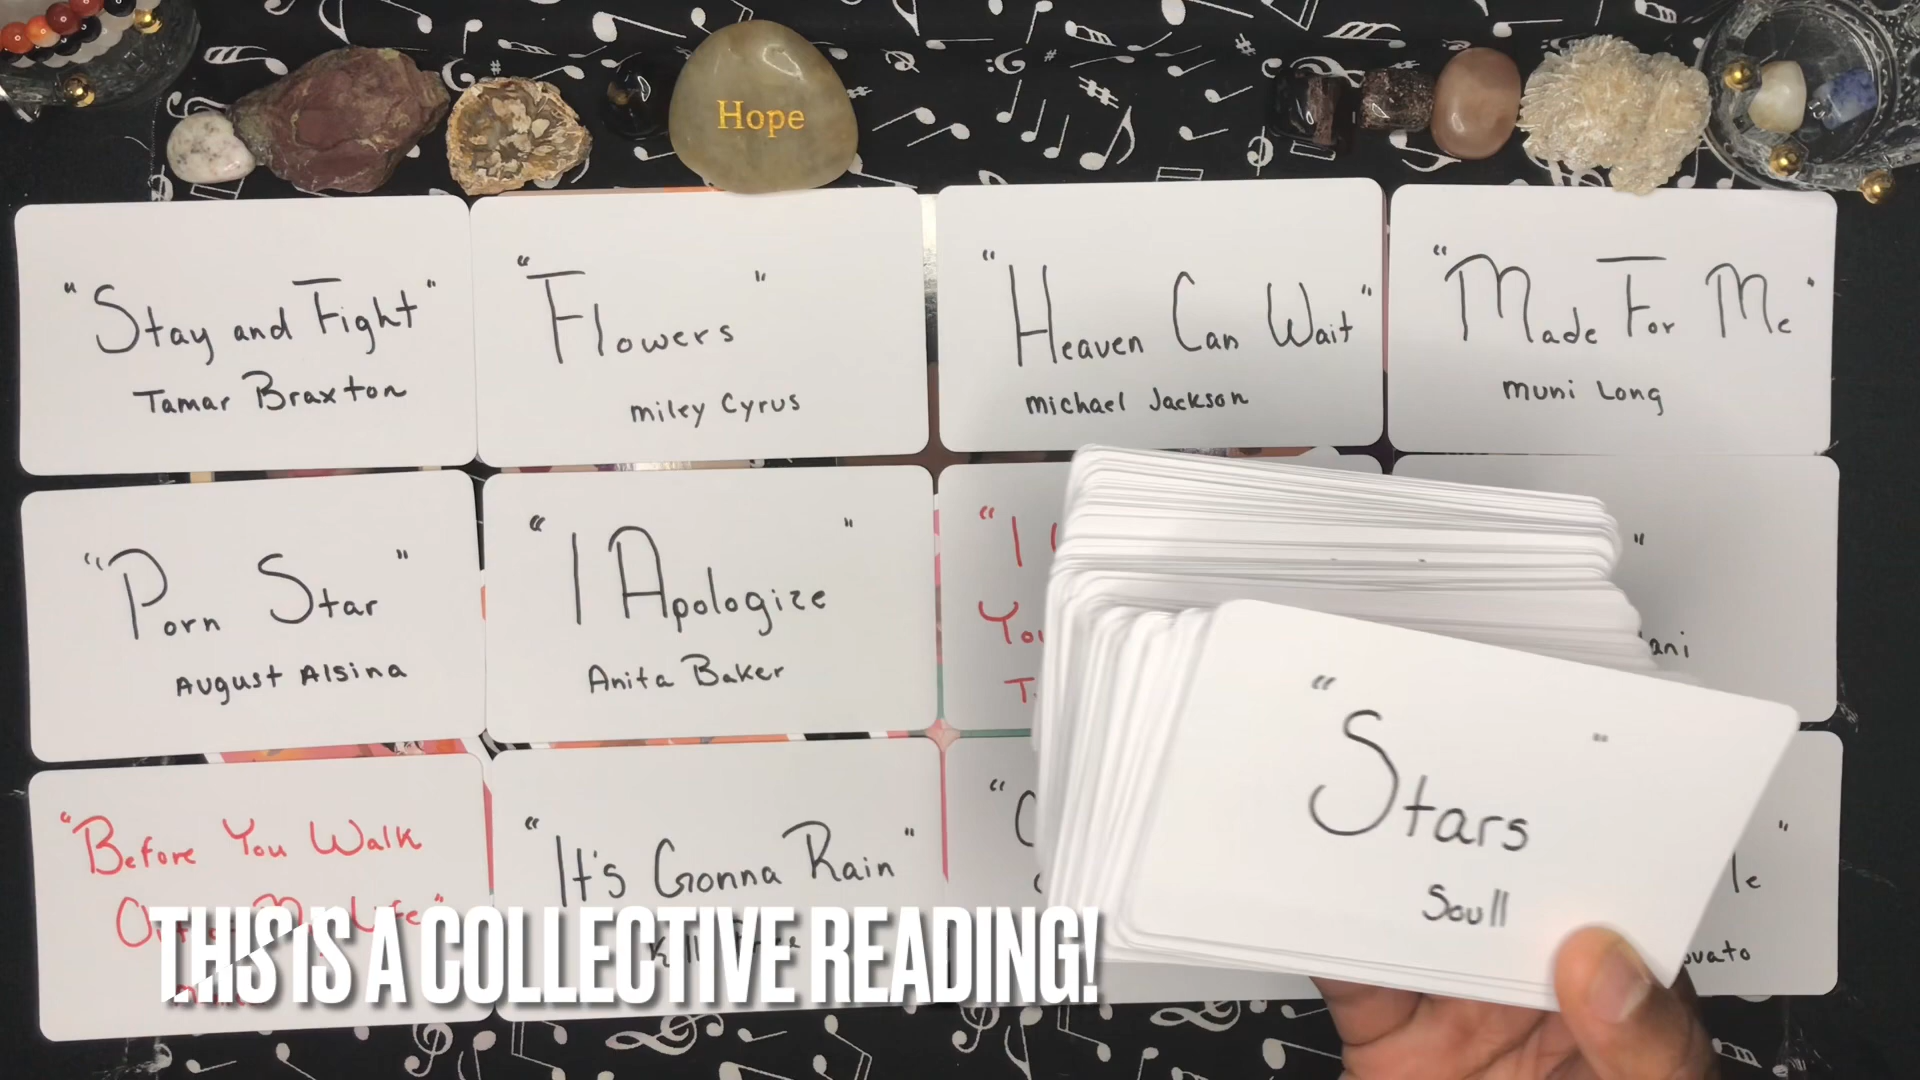 Hope
"Stay and Fight"
Tamar Braxton
"Flowers"
Miley Cyrus
"Heaven Can Wait"
Michael Jackson
"Made For Me"
Muni Long
"Porn Star"
August Alsina
"I Apologize"
Anita Baker
"I
"
ani
"Stars"
Soull
"Before You Walk
"It's Gonna Rain"
"
ovato
THIS IS A COLLECTIVE READING!